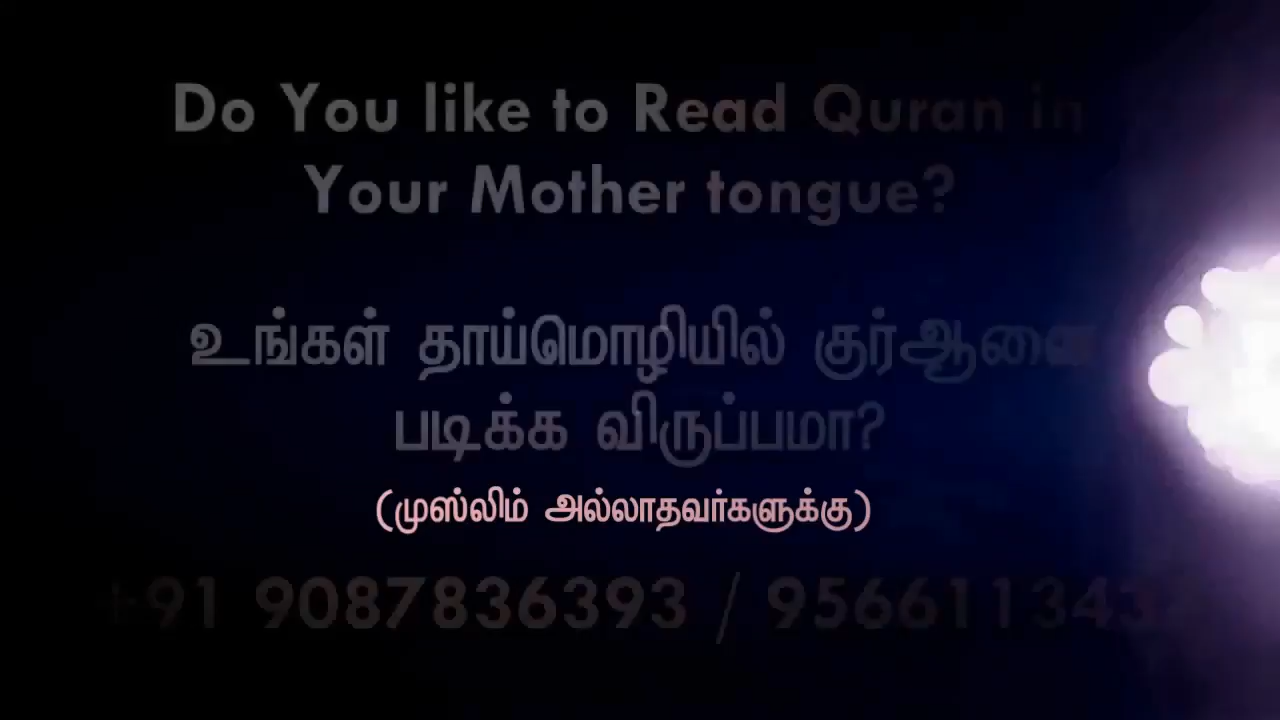 Do You like to Read Quran in
Your Mother tongue?
உங்கள் தாய்மொழியில் குர்ஆனை
படிக்க விருப்பமா?
(முஸ்லிம் அல்லாதவர்களுக்கு)
+91 9087836393 /